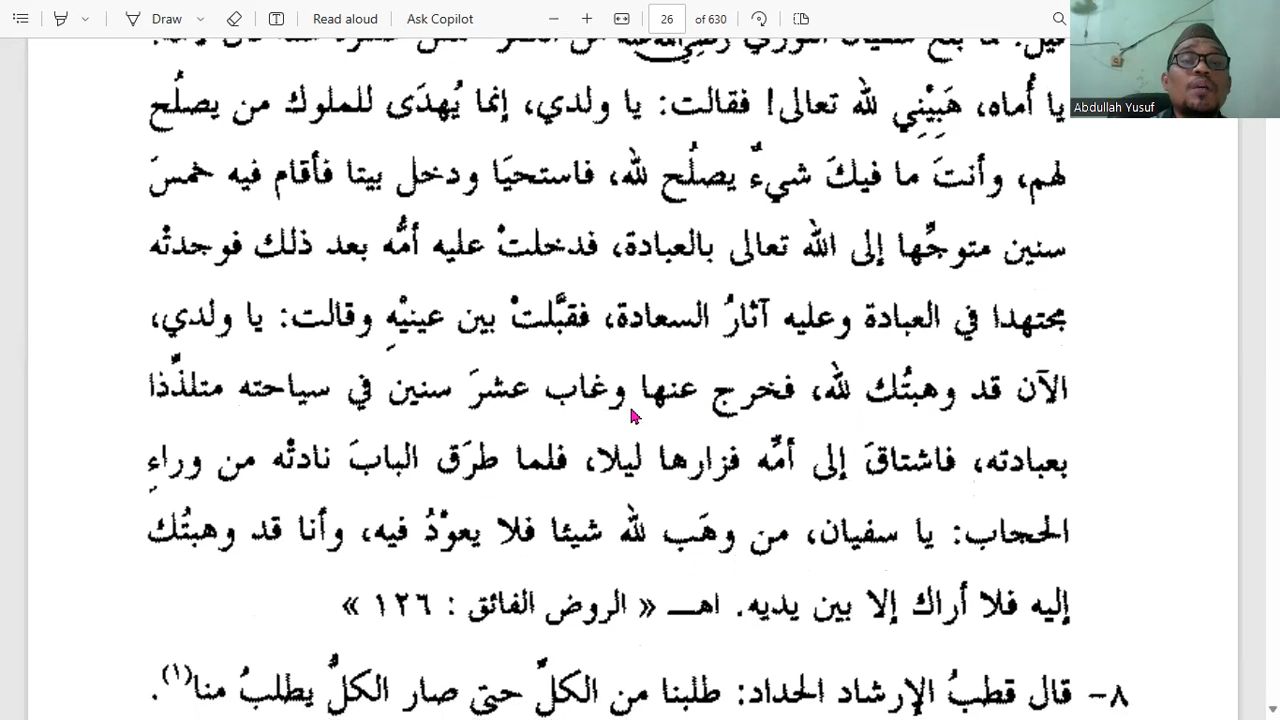 Draw
Read aloud
Ask Copilot
26
of 630
Abdullah Yusuf
يا أُماه، هَبِيْنِي لله تعالى! فقالت: يا ولدي، إنما يُهدَى للملوك من يصلُح
لهم، وأنتَ ما فيكَ شيءٌ يصلُح لله، فاستحيَا ودخل بيتا فأقام فيه خمسَ
سنين متوجِّها إلى الله تعالى بالعبادة، فدخلتْ عليه أمُّه بعد ذلك فوجدتْه
مجتهدا في العبادة وعليه آثارُ السعادة، فقبَّلتْ بين عينيْهِ وقالت: يا ولدي،
الآن قد وهبتُك لله، فخرج عنها وغاب عشرَ سنين في سياحته متلذِّذا
بعبادته، فاشتاقَ إلى أمِّه فزارها ليلا، فلما طرَق البابَ نادتْه من وراءِ
الحجاب: يا سفيان، من وهَب لله شيئا فلا يعوْدُ فيه، وأنا قد وهبتُك
إليه فلا أراك إلا بين يديه. اهـ « الروض الفائق : ١٢٦ »
٨- قال قطبُ الإرشاد الحداد: طلبنا من الكلِّ حتى صار الكلُّ يطلبُ منا(١).